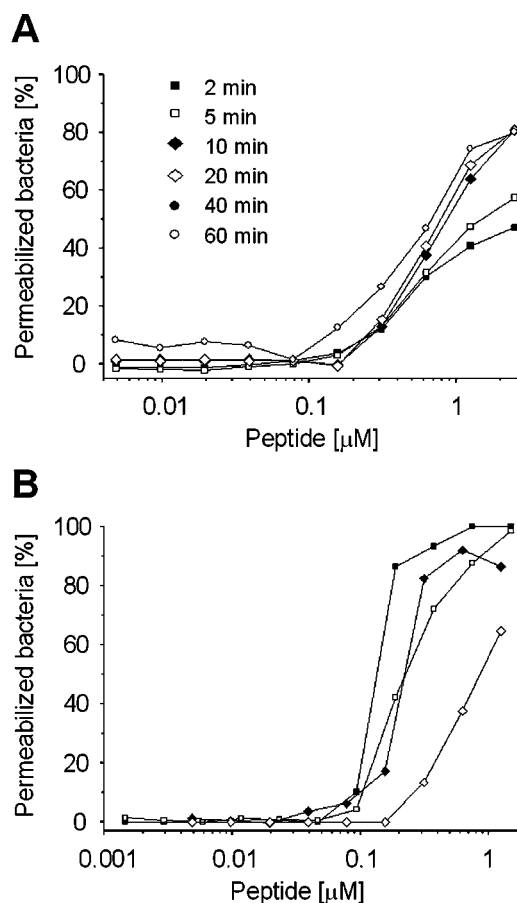 A
Permeabilized bacteria [%]
100
80
60
40
20
0
2 min
5 min
10 min
20 min
40 min
60 min
0.01
0.1
1
Peptide [µM]
B
Permeabilized bacteria [%]
100
80
60
40
20
0
0.001
0.01
0.1
1
Peptide [µM]